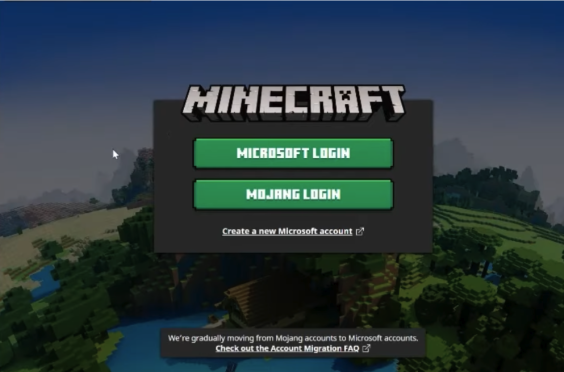 MINECRAFT
MICROSOFT LOGIN
MOJANG LOGIN
Create a new Microsoft account
We're gradually moving from Mojang accounts to Microsoft accounts.
Check out the Account Migration FAQ